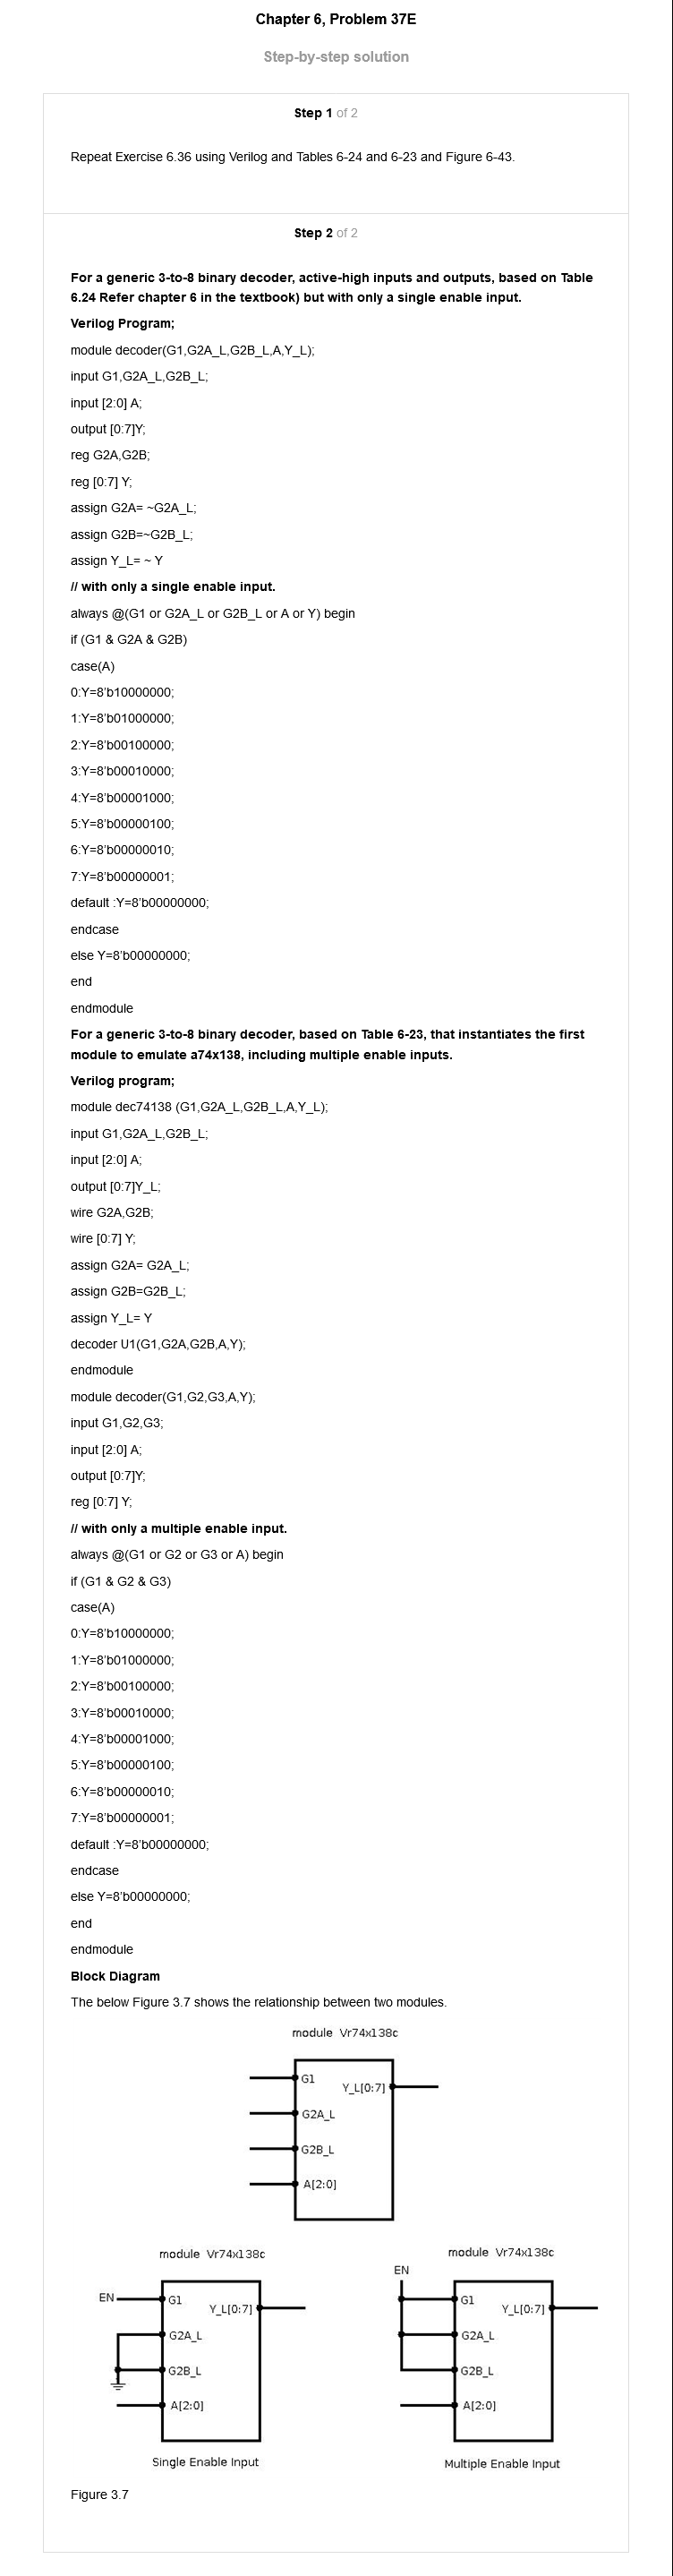 Chapter 6, Problem 37E
Step-by-step solution
Step 1 of 2
Repeat Exercise 6.36 using Verilog and Tables 6-24 and 6-23 and Figure 6-43.
Step 2 of 2
For a generic 3-to-8 binary decoder, active-high inputs and outputs, based on Table
6.24 Refer chapter 6 in the textbook) but with only a single enable input.
Verilog Program;
module decoder(G1,G2A_L,G2B_L,A,Y_L);
input G1,G2A_L,G2B_L;
input [2:0] A;
output [0:7]Y;
reg G2A,G2B;
reg [0:7] Y;
assign G2A= ~G2A_L;
assign G2B=~G2B_L;
assign Y_L= ~ Y
// with only a single enable input.
always @(G1 or G2A_L or G2B_L or A or Y) begin
if (G1 & G2A & G2B)
case(A)
0:Y=8'b10000000;
1:Y=8'b01000000;
2:Y=8'b00100000;
3:Y=8'b00010000;
4:Y=8'b00001000;
5:Y=8'b00000100;
6:Y=8'b00000010;
7:Y=8'b00000001;
default :Y=8'b00000000;
endcase
else Y=8'b00000000;
end
endmodule
For a generic 3-to-8 binary decoder, based on Table 6-23, that instantiates the first
module to emulate a74x138, including multiple enable inputs.
Verilog program;
module dec74138 (G1,G2A_L,G2B_L,A,Y_L);
input G1,G2A_L,G2B_L;
input [2:0] A;
output [0:7]Y_L;
wire G2A,G2B;
wire [0:7] Y;
assign G2A= G2A_L;
assign G2B=G2B_L;
assign Y_L= Y
decoder U1(G1,G2A,G2B,A,Y);
endmodule
module decoder(G1,G2,G3,A,Y);
input G1,G2,G3;
input [2:0] A;
output [0:7]Y;
reg [0:7] Y;
// with only a multiple enable input.
always @(G1 or G2 or G3 or A) begin
if (G1 & G2 & G3)
case(A)
0:Y=8'b10000000;
1:Y=8'b01000000;
2:Y=8'b00100000;
3:Y=8'b00010000;
4:Y=8'b00001000;
5:Y=8'b00000100;
6:Y=8'b00000010;
7:Y=8'b00000001;
default :Y=8'b00000000;
endcase
else Y=8'b00000000;
end
endmodule
Block Diagram
The below Figure 3.7 shows the relationship between two modules.
module Vr74x138c
G1
Y_L[0:7]
G2A_L
G2B_L
A[2:0]
module Vr74x138c
EN
G1
Y_L[0:7]
G2A_L
G2B_L
A[2:0]
Single Enable Input
module Vr74x138c
EN
G1
Y_L[0:7]
G2A_L
G2B_L
A[2:0]
Multiple Enable Input
Figure 3.7